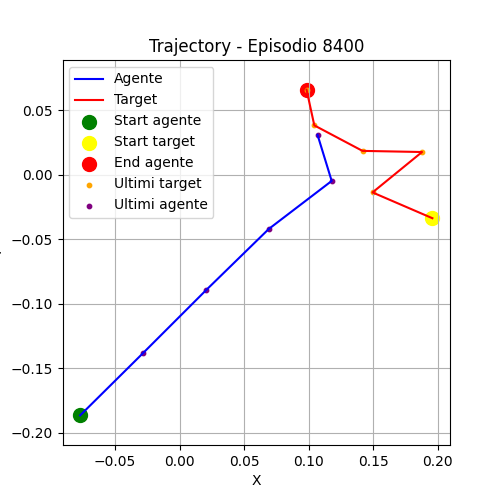 Trajectory - Episodio 8400
Agente
Target
Start agente
Start target
End agente
Ultimi target
Ultimi agente
0.05
0.00
−0.05
−0.10
−0.15
−0.20
−0.05
0.00
0.05
0.10
0.15
0.20
X